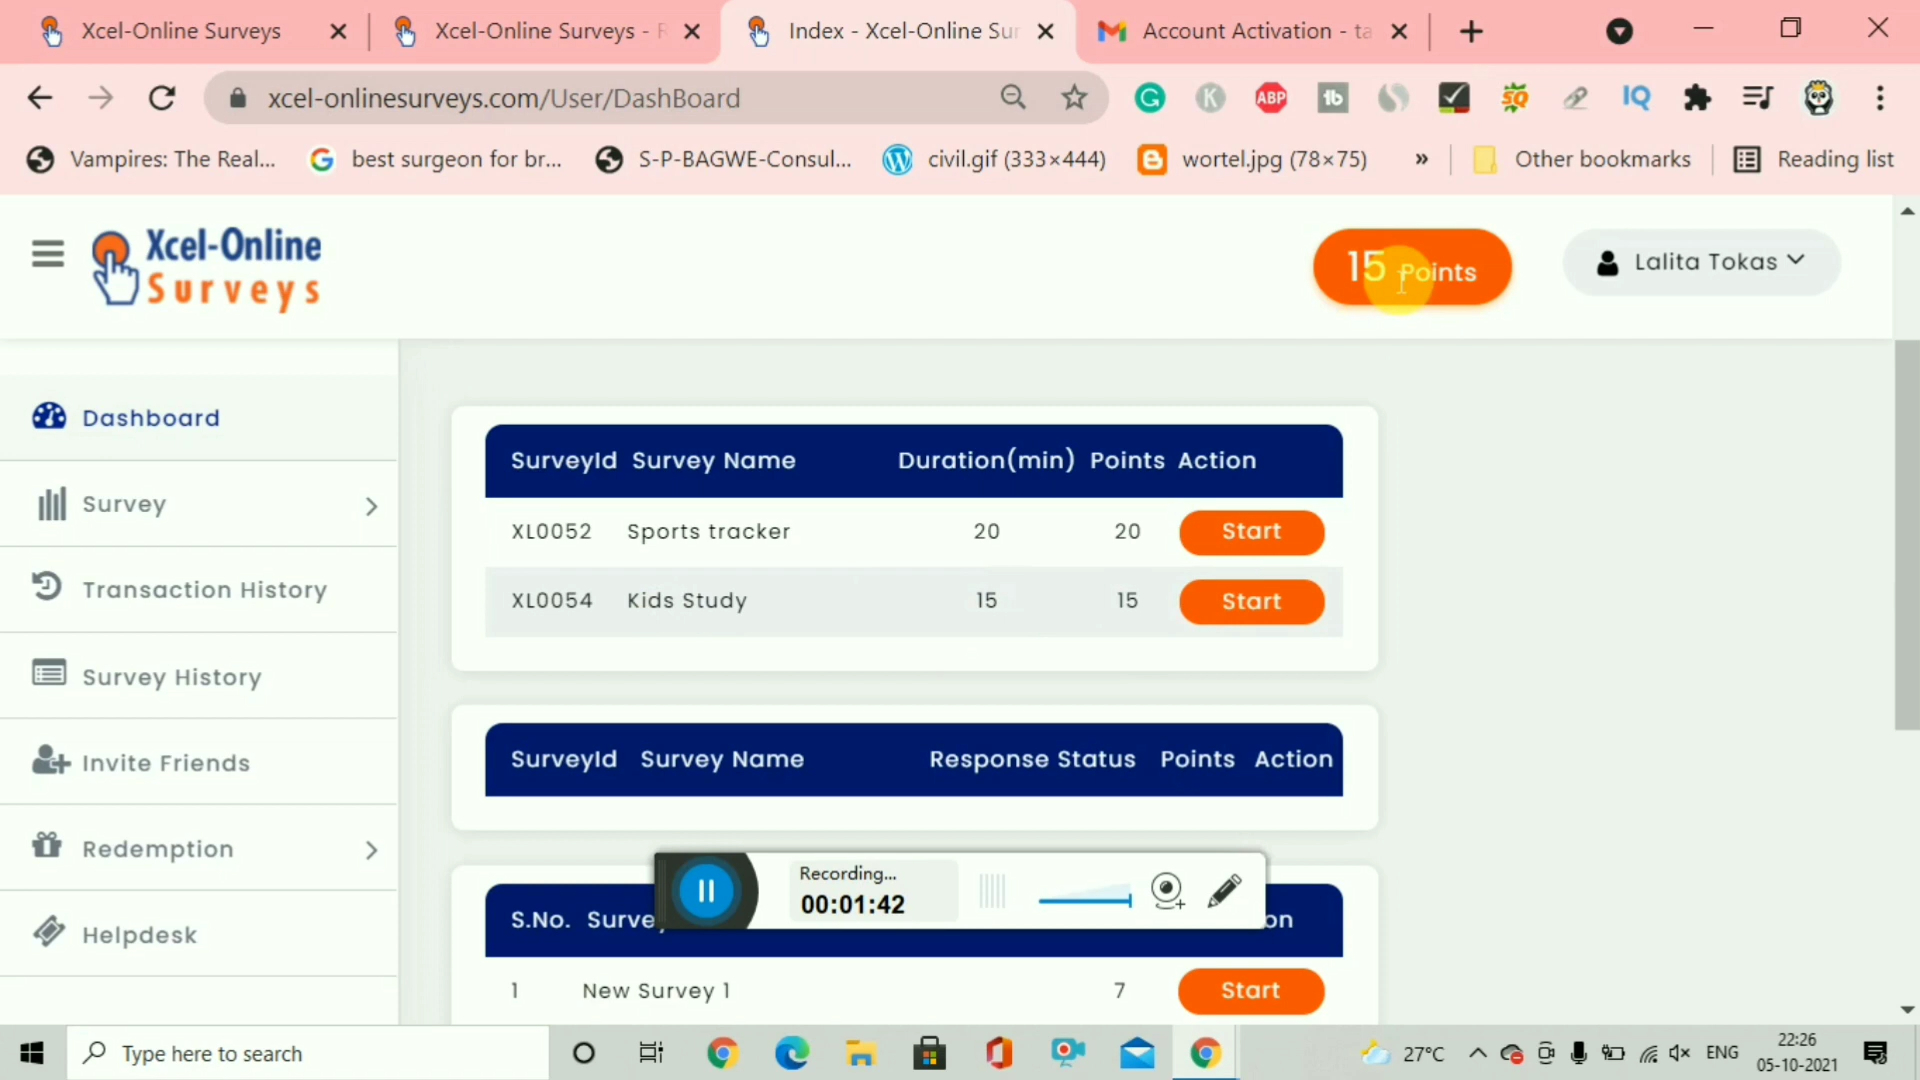 Xcel-Online Surveys
Xcel-Online Surveys - R
Index - Xcel-Online Sur
Account Activation - ta
xcel-onlinesurveys.com/User/DashBoard
Vampires: The Real...
best surgeon for br...
S-P-BAGWE-Consul...
civil.gif (333×444)
wortel.jpg (78×75)
»
Other bookmarks
Reading list
G
K
ABP
tb
SQ
IQ
Xcel-Online
Surveys
15 Points
Lalita Tokas
Dashboard
Survey
Transaction History
Survey History
Invite Friends
Redemption
Helpdesk
SurveyId Survey Name Duration(min) Points Action
XL0052 Sports tracker 20 20 Start
XL0054 Kids Study 15 15 Start
SurveyId Survey Name Response Status Points Action
Recording...
00:01:42
S.No. Survey
on
1 New Survey 1 7 Start
Type here to search
27°C
ENG
22:26
05-10-2021